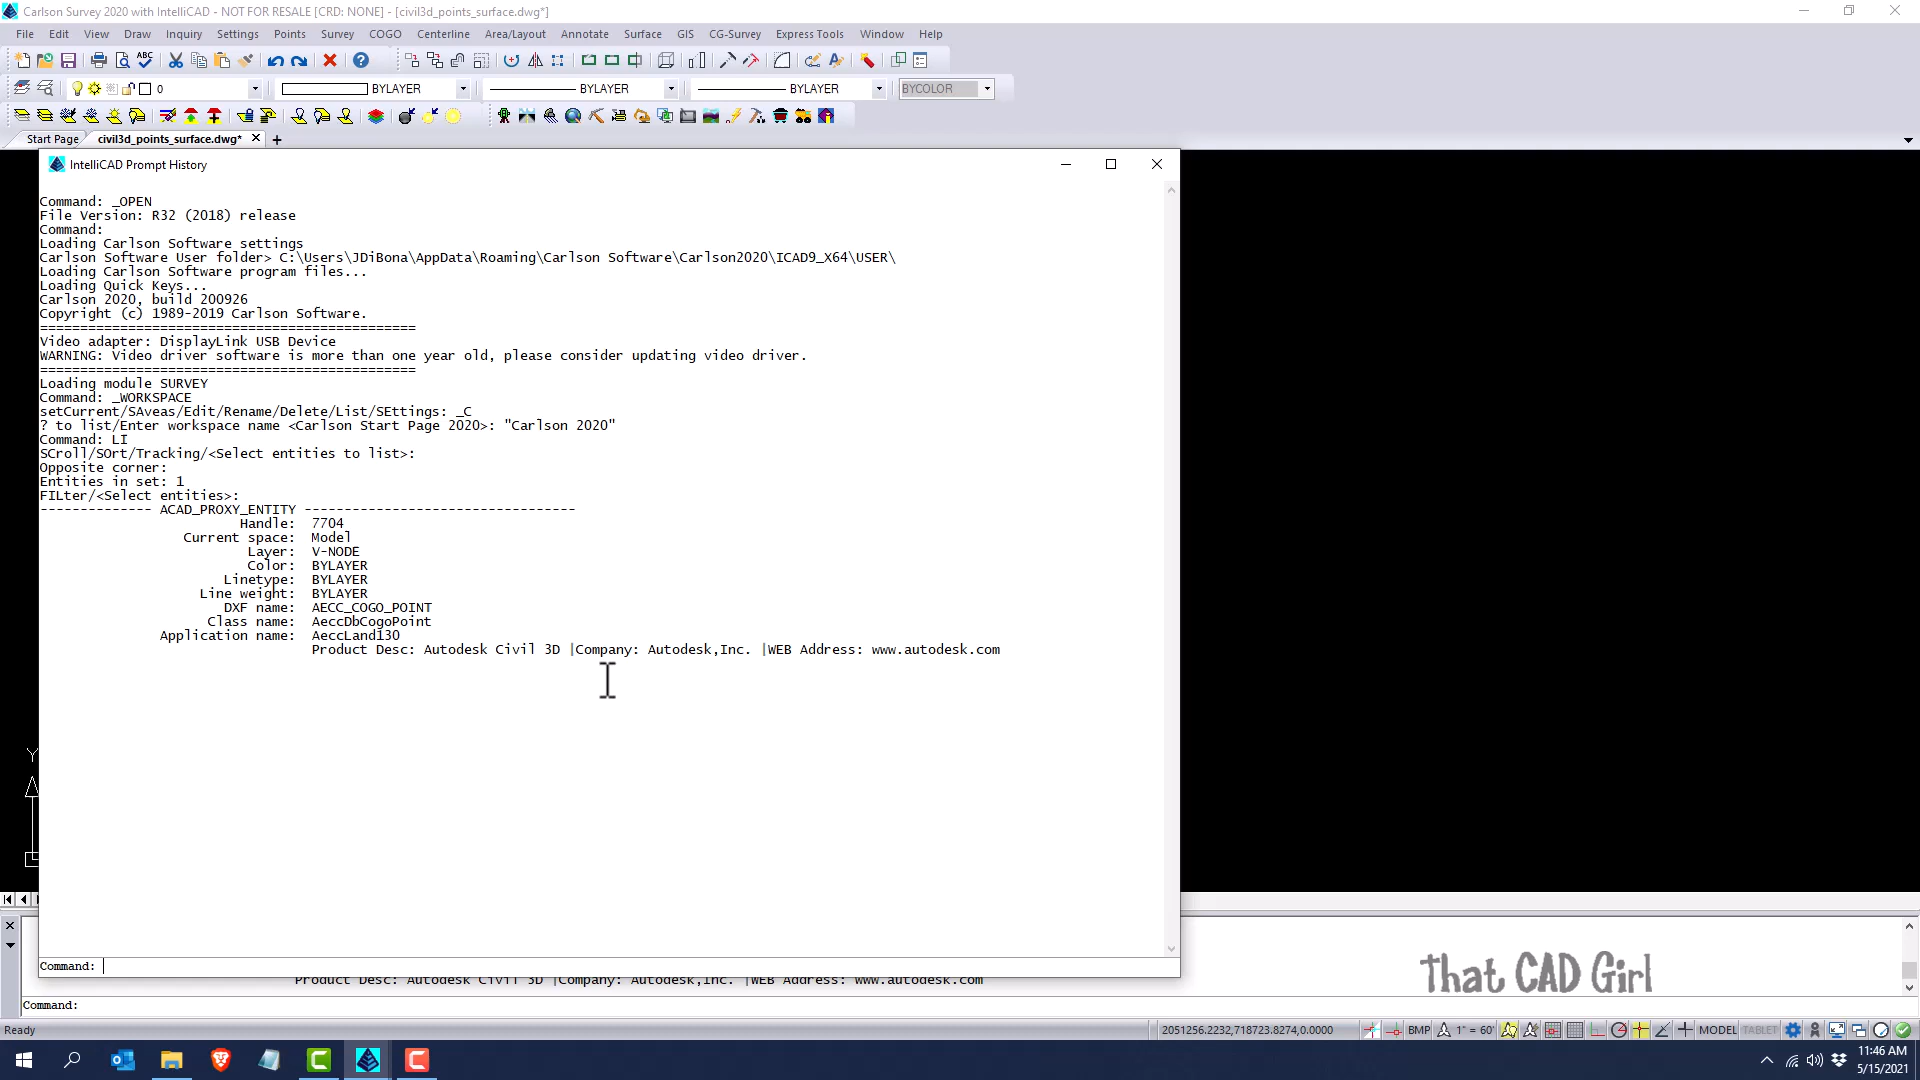 Carlson Survey 2020 with IntelliCAD - NOT FOR RESALE [CRD: NONE] - [civil3d_points_surface.dwg*]
File Edit View Draw Inquiry Settings Points Survey COGO Centerline Area/Layout Annotate Surface GIS CG-Survey Express Tools Window Help
ABC
0 BYLAYER BYLAYER BYLAYER BYCOLOR
Start Page civil3d_points_surface.dwg*
IntelliCAD Prompt History
Command: _OPEN
File Version: R32 (2018) release
Command:
Loading Carlson Software settings
Carlson Software User folder> C:\Users\JDiBona\AppData\Roaming\Carlson Software\Carlson2020\ICAD9_X64\USER\
Loading Carlson Software program files...
Loading Quick Keys...
Carlson 2020, build 200926
Copyright (c) 1989-2019 Carlson Software.
===============================================
Video adapter: DisplayLink USB Device
WARNING: Video driver software is more than one year old, please consider updating video driver.
===============================================
Loading module SURVEY
Command: _WORKSPACE
setCurrent/SAveas/Edit/Rename/Delete/List/SEttings: _C
? to list/Enter workspace name <Carlson Start Page 2020>: "Carlson 2020"
Command: LI
SCroll/SOrt/Tracking/<Select entities to list>:
Opposite corner:
Entities in set: 1
FILter/<Select entities>:
-------------- ACAD_PROXY_ENTITY ----------------------------------
Handle: 7704
Current space: Model
Layer: V-NODE
Color: BYLAYER
Linetype: BYLAYER
Line weight: BYLAYER
DXF name: AECC_COGO_POINT
Class name: AeccDbCogoPoint
Application name: AeccLand130
Product Desc: Autodesk Civil 3D |Company: Autodesk,Inc. |WEB Address: www.autodesk.com
Y
Command:
Product Desc: Autodesk Civil 3D |Company: Autodesk,Inc. |WEB Address: www.autodesk.com
That CAD Girl
Command:
Ready 2051256.2232,718723.8274,0.0000 BMP 1" = 60' MODEL TABLET
11:46 AM
5/15/2021